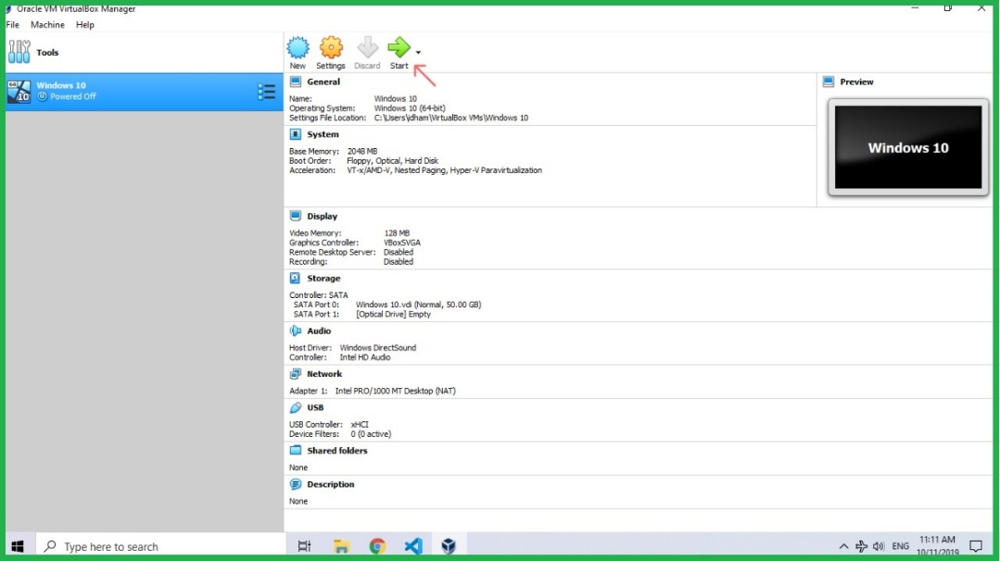 Oracle VM VirtualBox Manager
File Machine Help
Tools
New Settings Discard Start
Windows 10
Powered Off
64
10
General
Name: Windows 10
Operating System: Windows 10 (64-bit)
Settings File Location: C:\Users\dham\VirtualBox VMs\Windows 10
Preview
Windows 10
System
Base Memory: 2048 MB
Boot Order: Floppy, Optical, Hard Disk
Acceleration: VT-x/AMD-V, Nested Paging, Hyper-V Paravirtualization
Display
Video Memory: 128 MB
Graphics Controller: VBoxSVGA
Remote Desktop Server: Disabled
Recording: Disabled
Storage
Controller: SATA
SATA Port 0: Windows 10.vdi (Normal, 50.00 GB)
SATA Port 1: [Optical Drive] Empty
Audio
Host Driver: Windows DirectSound
Controller: Intel HD Audio
Network
Adapter 1: Intel PRO/1000 MT Desktop (NAT)
USB
USB Controller: xHCI
Device Filters: 0 (0 active)
Shared folders
None
Description
None
Type here to search
ENG
11:11 AM
10/11/2019